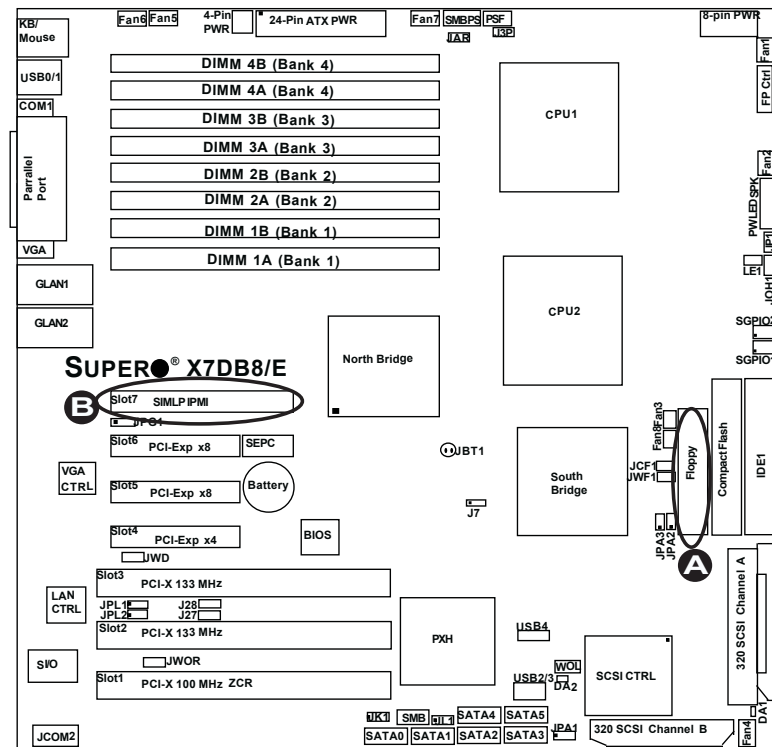 KB/
Mouse
Fan6
Fan5
4-Pin
PWR
24-Pin ATX PWR
Fan7
SMBPS
PSF
JAR
J3P
8-pin PWR
Fan1
USB0/1
COM1
Parrallel
Port
VGA
GLAN1
GLAN2
DIMM 4B (Bank 4)
DIMM 4A (Bank 4)
DIMM 3B (Bank 3)
DIMM 3A (Bank 3)
DIMM 2B (Bank 2)
DIMM 2A (Bank 2)
DIMM 1B (Bank 1)
DIMM 1A (Bank 1)
CPU1
FP Ctrl
Fan2
SPK
PWLED
JP1
LE1
JOH1
CPU2
SGPIO2
SGPIO1
North Bridge
SUPER® X7DB8/E
B
Slot7
SIMLP IPMI
JPG1
Slot6
PCI-Exp x8
SEPC
VGA
CTRL
Slot5
PCI-Exp x8
Battery
JBT1
J7
South
Bridge
Fan3
Fan8
JCF1
JWF1
JPA3
JPA2
Floppy
Compact Flash
IDE1
A
Slot4
PCI-Exp x4
BIOS
JWD
Slot3
PCI-X 133 MHz
LAN
CTRL
JPL1
JPL2
J28
J27
Slot2
PCI-X 133 MHz
PXH
USB4
S/IO
JWOR
Slot1
PCI-X 100 MHz ZCR
USB2/3
WOL
DA2
SCSI CTRL
320 SCSI Channel A
DA1
JCOM2
JK1
SMB
JL1
SATA4
SATA5
SATA0
SATA1
SATA2
SATA3
JPA1
320 SCSI Channel B
Fan4